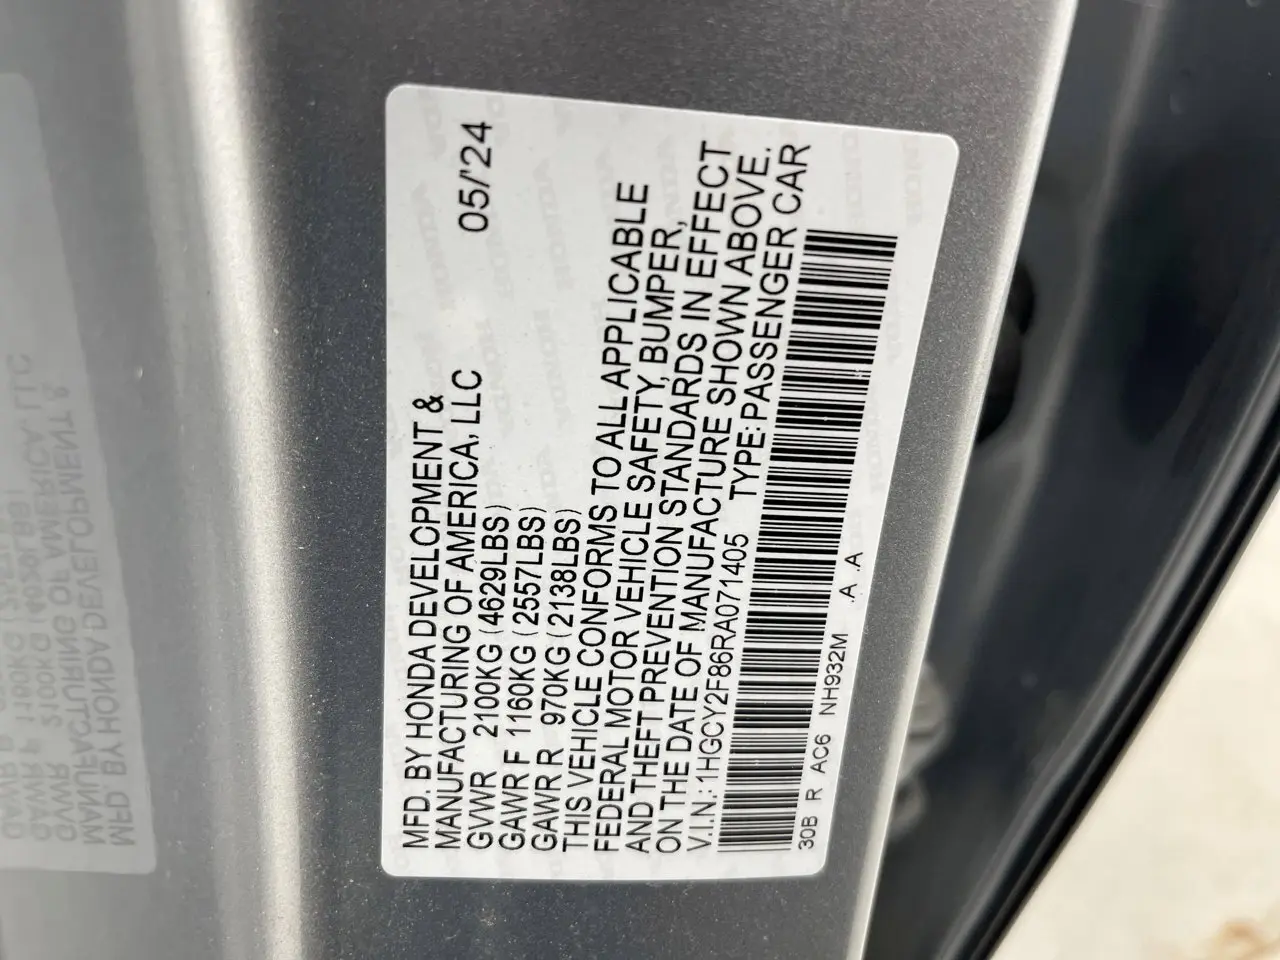 MFD. BY HONDA DEVELOPMENT &
MANUFACTURING OF AMERICA, LLC 05/'24
GVWR 2100KG (4629LBS)
GAWR F 1160KG (2557LBS)
GAWR R 970KG (2138LBS)
THIS VEHICLE CONFORMS TO ALL APPLICABLE
FEDERAL MOTOR VEHICLE SAFETY, BUMPER,
AND THEFT PREVENTION STANDARDS IN EFFECT
ON THE DATE OF MANUFACTURE SHOWN ABOVE.
V.I.N.: 1HGCY2F86RA071405 TYPE: PASSENGER CAR
30B R AC6 NH932M .A .A